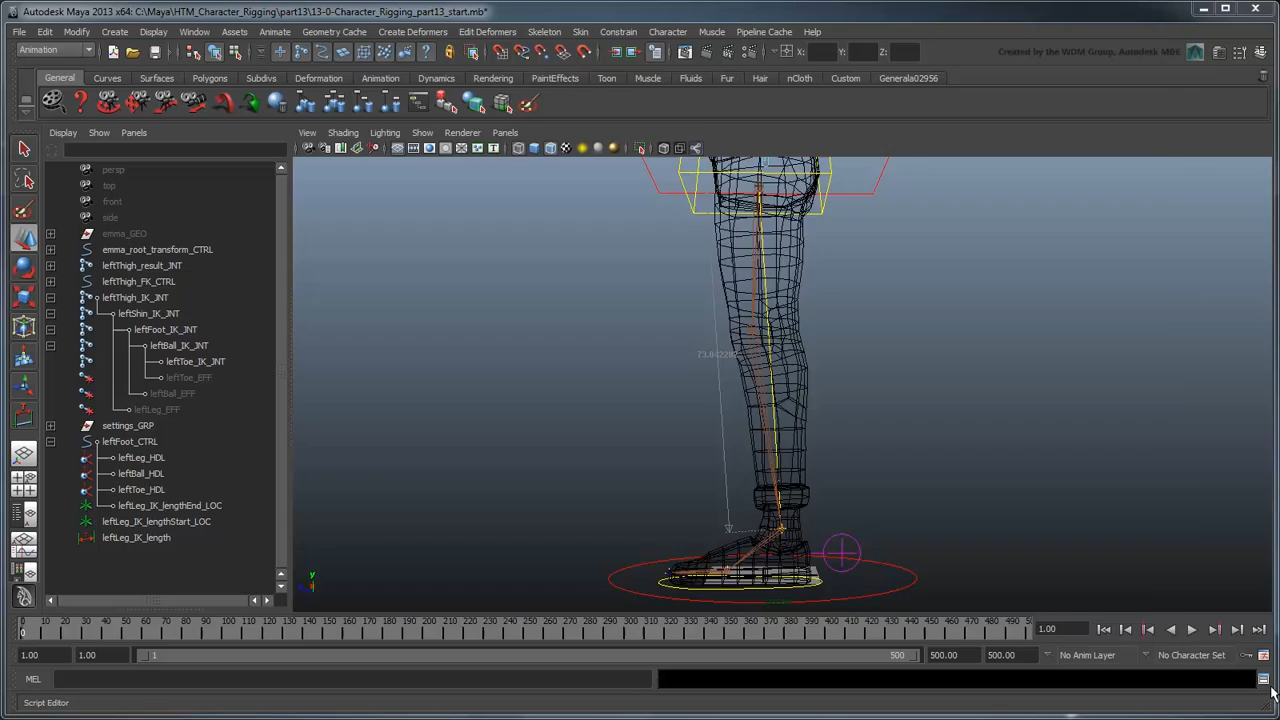 Autodesk Maya 2013 x64: C:\Maya\HTM_Character_Rigging\part13\13-0-Character_Rigging_part13_start.mb*
File Edit Modify Create Display Window Assets Animate Geometry Cache Create Deformers Edit Deformers Skeleton Skin Constrain Character Muscle Pipeline Cache Help
Animation X: Y: Z: Created by the WDM Group, Autodesk MBE
General Curves Surfaces Polygons Subdivs Deformation Animation Dynamics Rendering PaintEffects Toon Muscle Fluids Fur Hair nCloth Custom Generala02956
Display Show Panels View Shading Lighting Show Renderer Panels
persp
top
front
side
emma_GEO
emma_root_transform_CTRL
leftThigh_result_JNT
leftThigh_FK_CTRL
leftThigh_IK_JNT
leftShin_IK_JNT
leftFoot_IK_JNT
leftBall_IK_JNT
leftToe_IK_JNT
leftToe_EFF
leftBall_EFF
leftLeg_EFF
settings_GRP
leftFoot_CTRL
leftLeg_HDL
leftBall_HDL
leftToe_HDL
leftLeg_IK_lengthEnd_LOC
leftLeg_IK_lengthStart_LOC
leftLeg_IK_length
y
0 10 20 30 40 50 60 70 80 90 100 110 120 130 140 150 160 170 180 190 200 210 220 230 240 250 260 270 280 290 300 310 320 330 340 350 360 370 380 390 400 410 420 430 440 450 460 470 480 490 500
0 1.00
1.00 1.00 1 500 500.00 500.00 No Anim Layer No Character Set
MEL
Script Editor